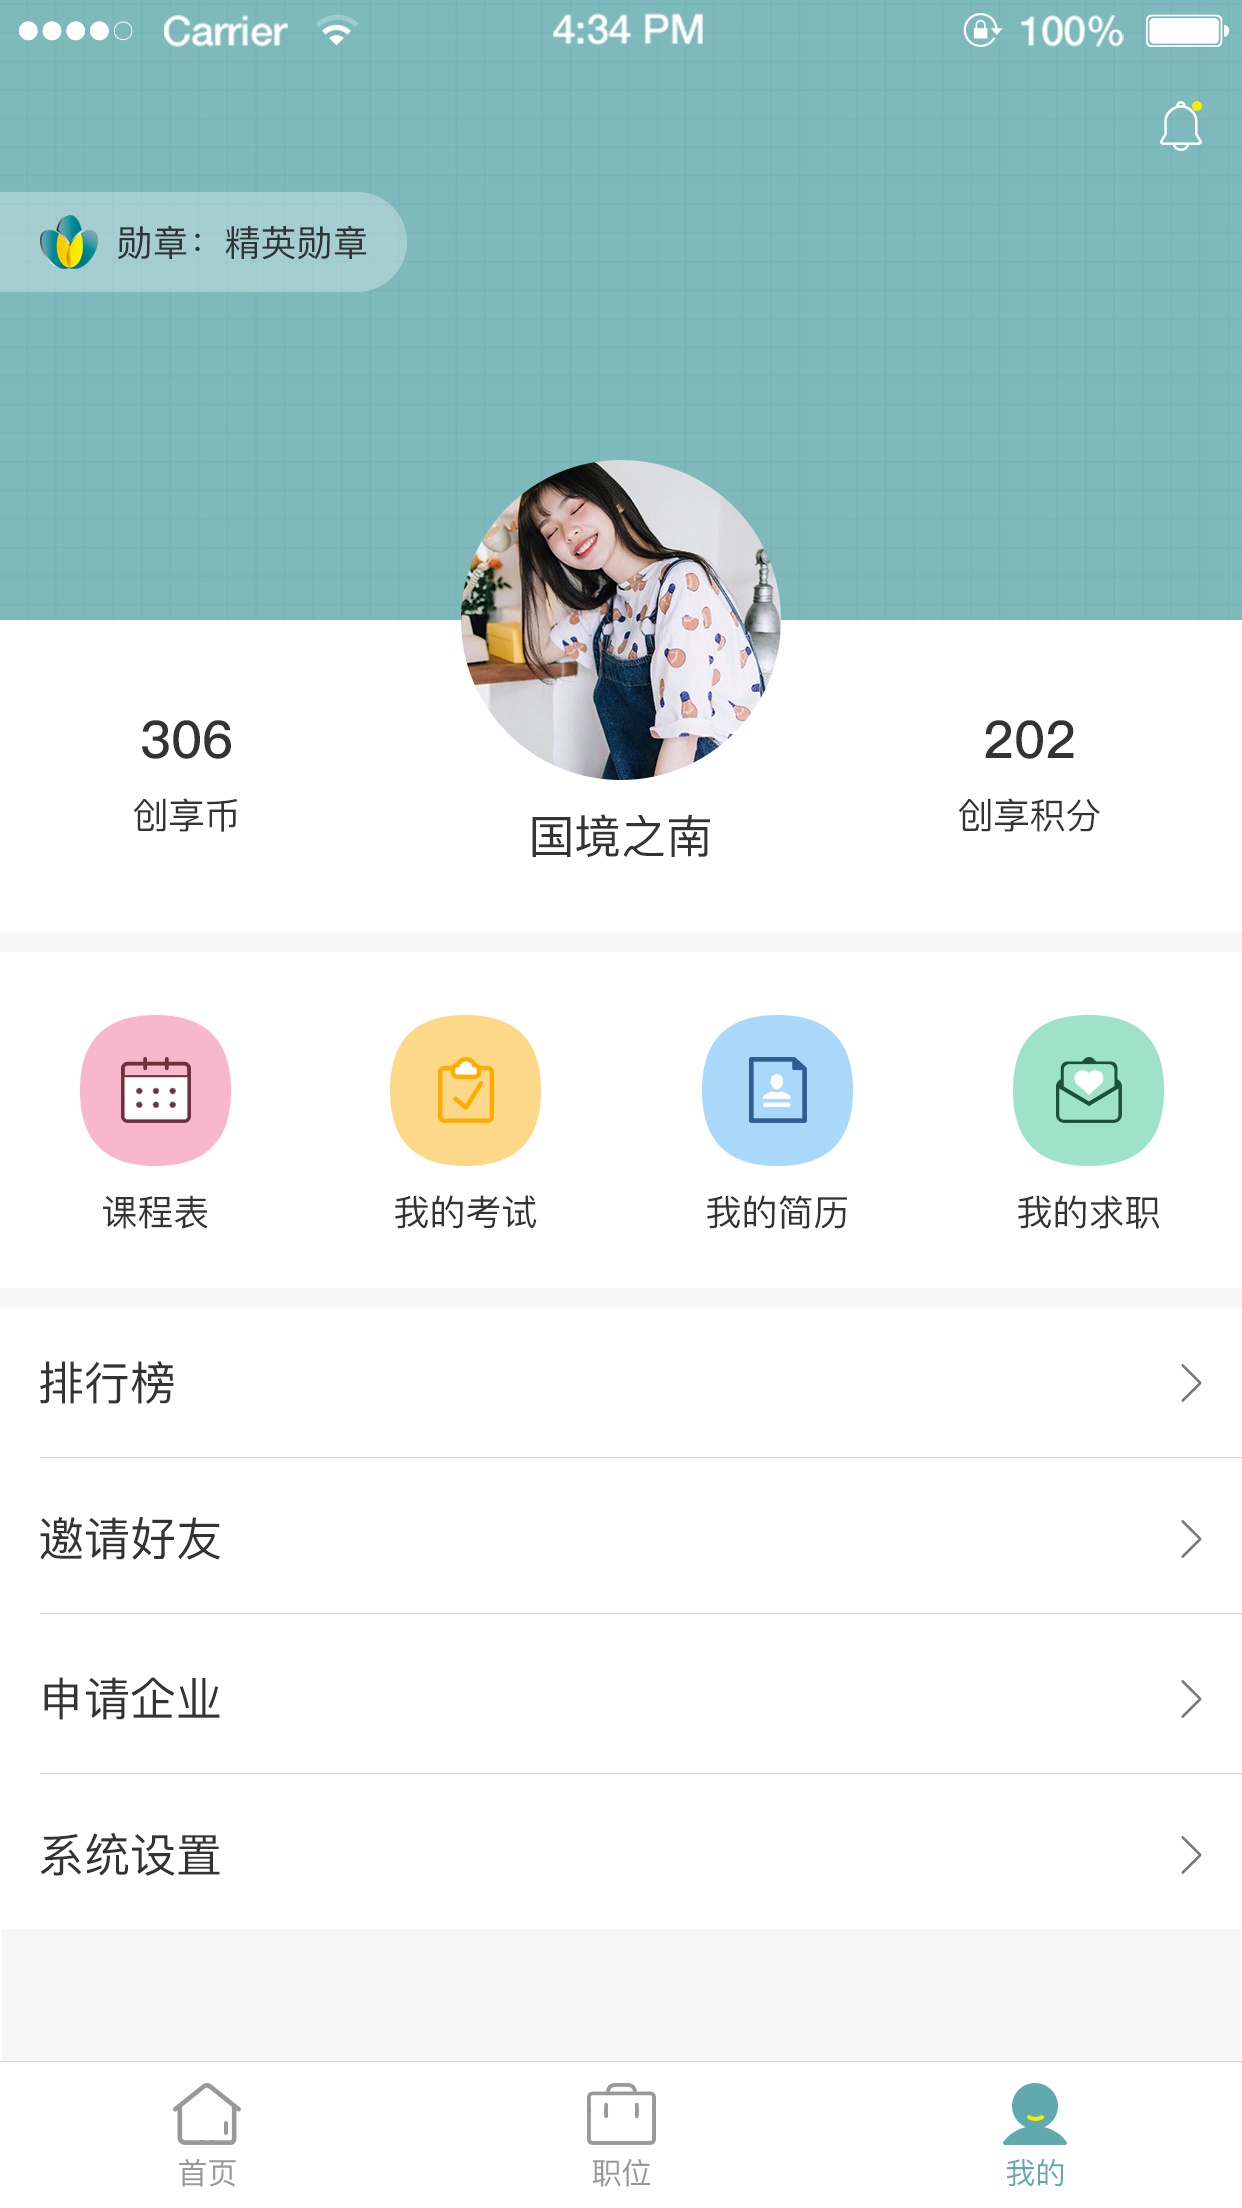 Carrier 4:34 PM 100%
勋章：精英勋章
306
创享币
国境之南
202
创享积分
课程表 我的考试 我的简历 我的求职
排行榜
邀请好友
申请企业
系统设置
首页 职位 我的